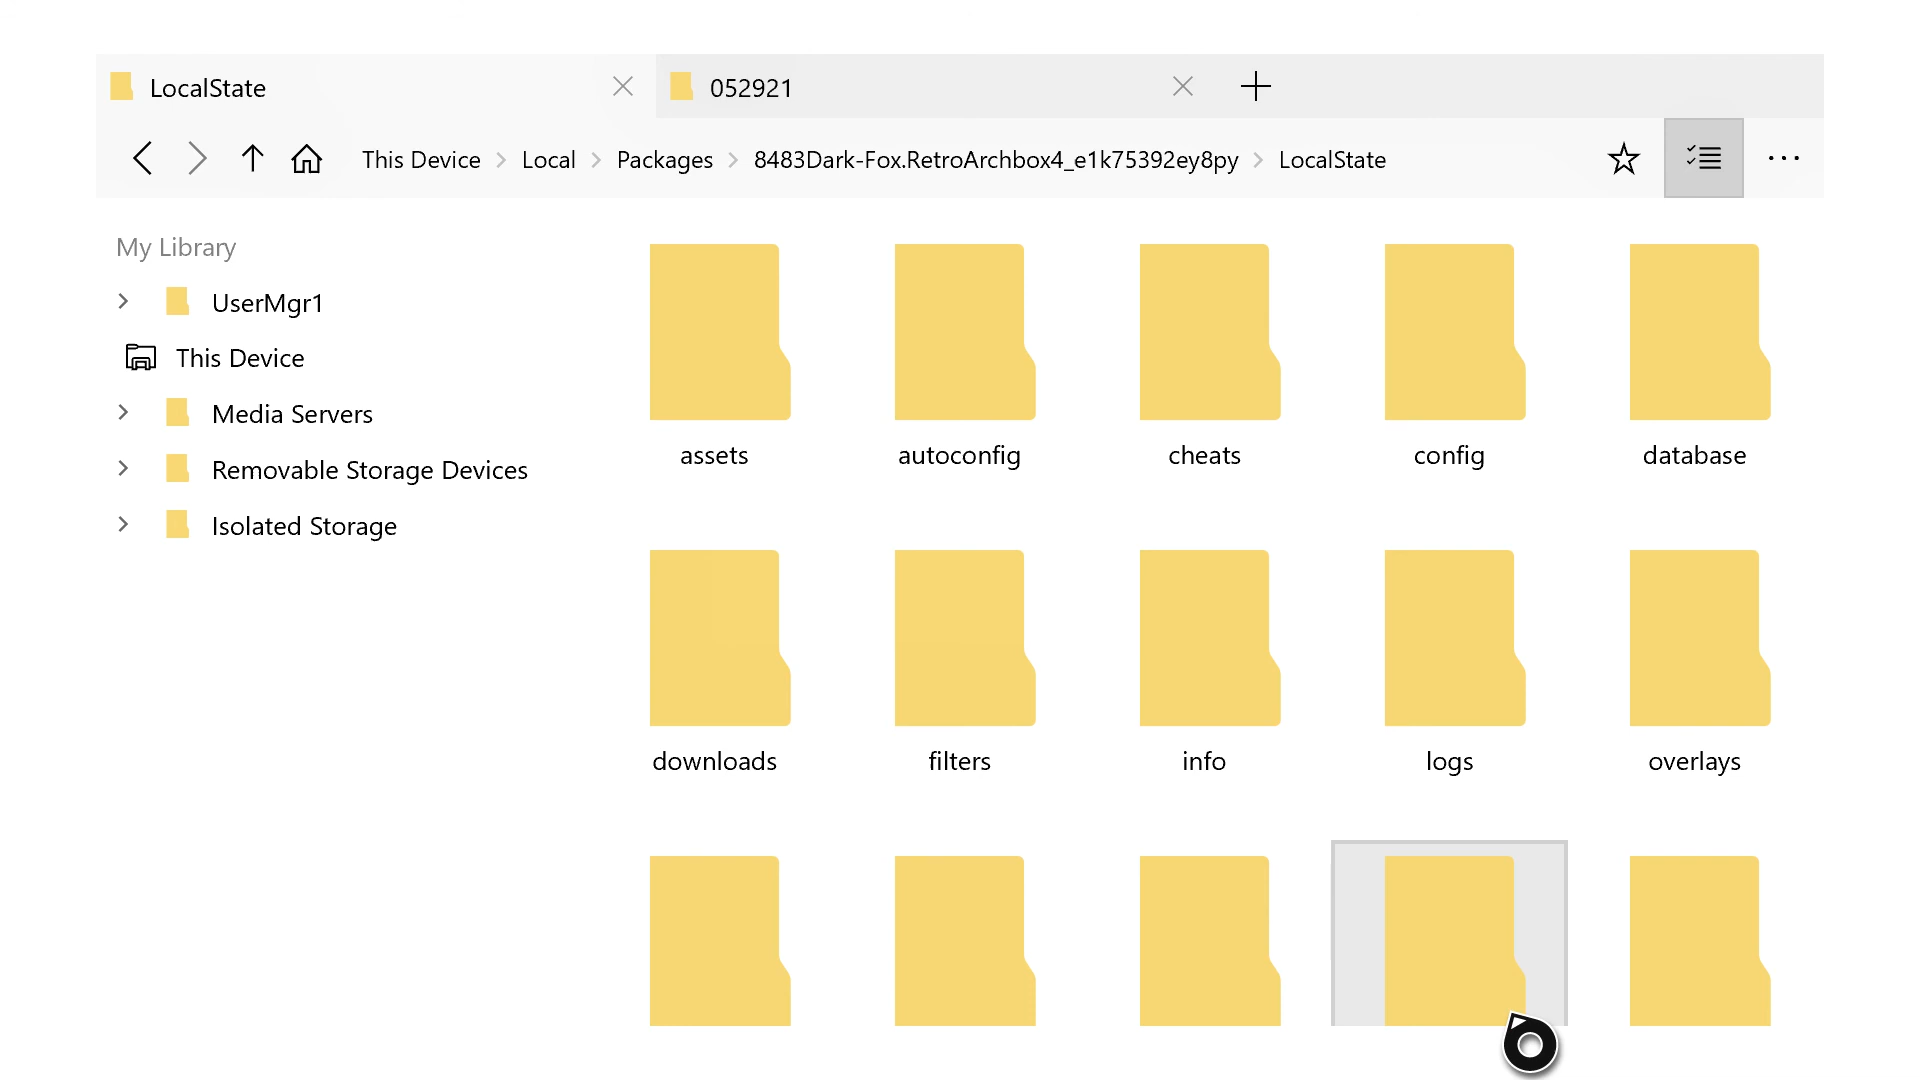 LocalState
052921
This Device > Local > Packages > 8483Dark-Fox.RetroArchbox4_e1k75392ey8py > LocalState
My Library
UserMgr1
This Device
Media Servers
Removable Storage Devices
Isolated Storage
assets autoconfig cheats config database
downloads filters info logs overlays